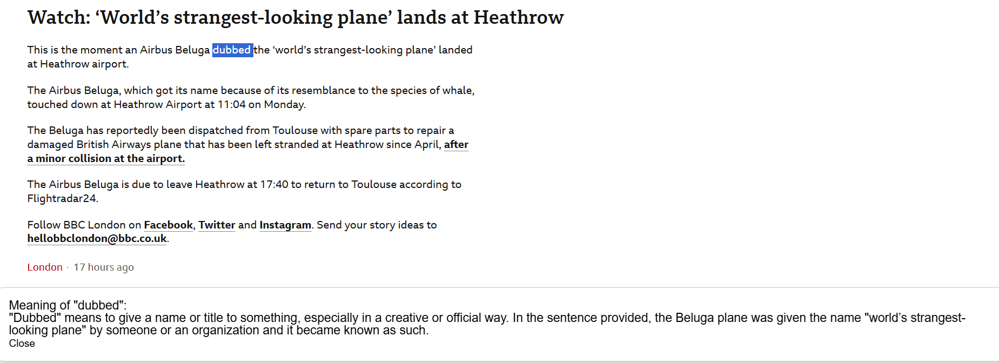 Watch: ‘World’s strangest-looking plane’ lands at Heathrow
This is the moment an Airbus Beluga dubbed the ‘world’s strangest-looking plane’ landed
at Heathrow airport.
The Airbus Beluga, which got its name because of its resemblance to the species of whale,
touched down at Heathrow Airport at 11:04 on Monday.
The Beluga has reportedly been dispatched from Toulouse with spare parts to repair a
damaged British Airways plane that has been left stranded at Heathrow since April, after
a minor collision at the airport.
The Airbus Beluga is due to leave Heathrow at 17:40 to return to Toulouse according to
Flightradar24.
Follow BBC London on Facebook, Twitter and Instagram. Send your story ideas to
hellobbclondon@bbc.co.uk.
London · 17 hours ago
Meaning of "dubbed":
"Dubbed" means to give a name or title to something, especially in a creative or official way. In the sentence provided, the Beluga plane was given the name "world’s strangest-
looking plane" by someone or an organization and it became known as such.
Close